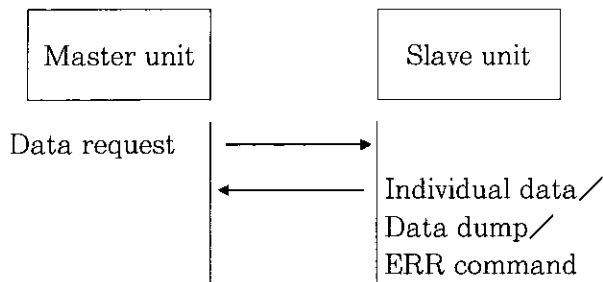 Master unit
Slave unit
Data request
Individual data／
Data dump／
ERR command